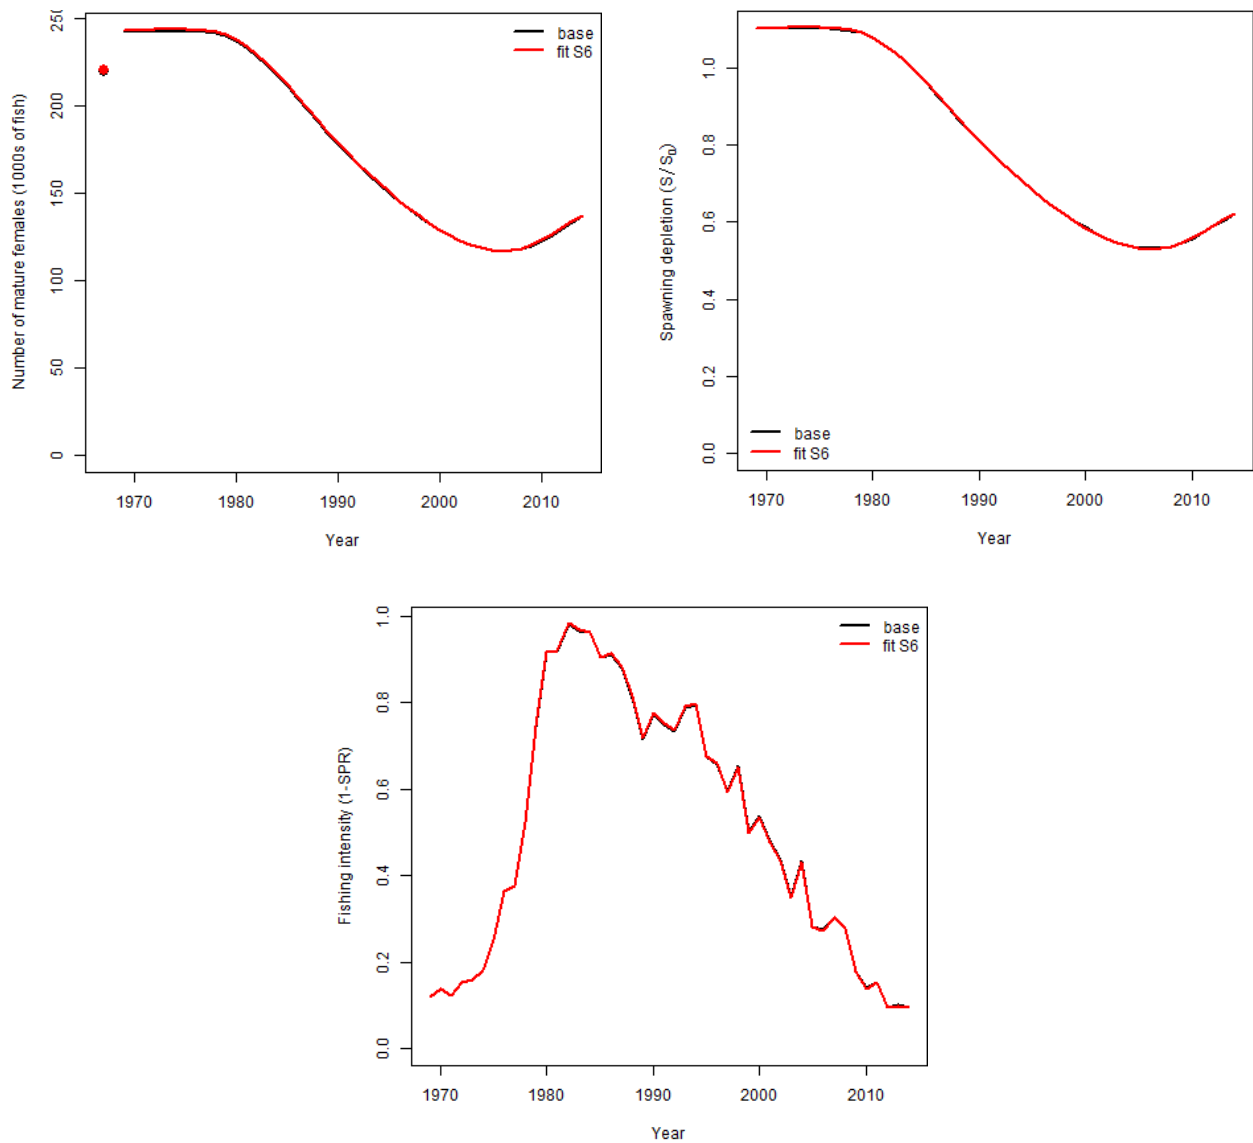 Number of mature females (1000s of fish)
0
50
100
150
200
250
1970
1980
1990
2000
2010
Year
base
fit S6
Spawning depletion (S/S0)
0.0
0.2
0.4
0.6
0.8
1.0
1970
1980
1990
2000
2010
Year
base
fit S6
Fishing intensity (1-SPR)
0.0
0.2
0.4
0.6
0.8
1.0
1970
1980
1990
2000
2010
Year
base
fit S6